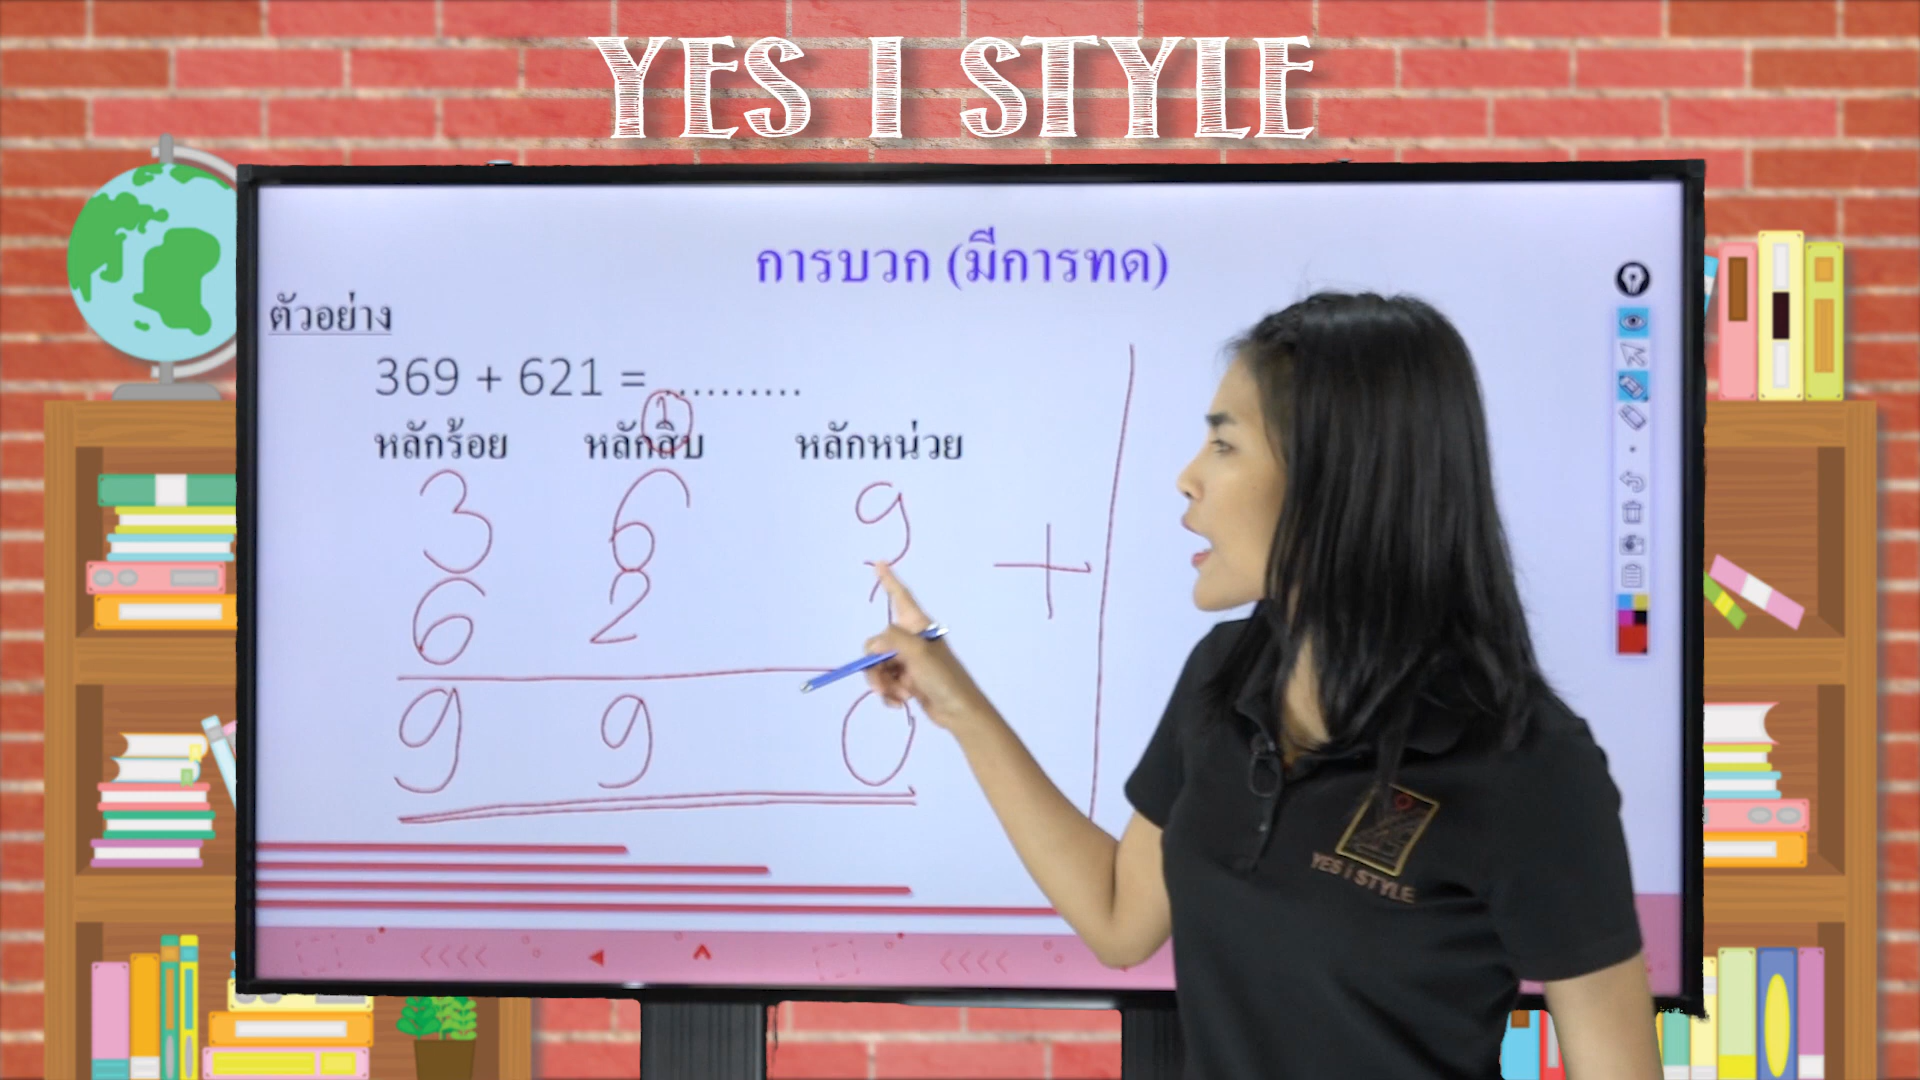 YES I STYLE
การบวก (มีการทด)
ตัวอย่าง
369 + 621 = ..........
1
หลักร้อย หลักสิบ หลักหน่วย
3 6 9
+
6 2 1
9 9 0
YES I STYLE